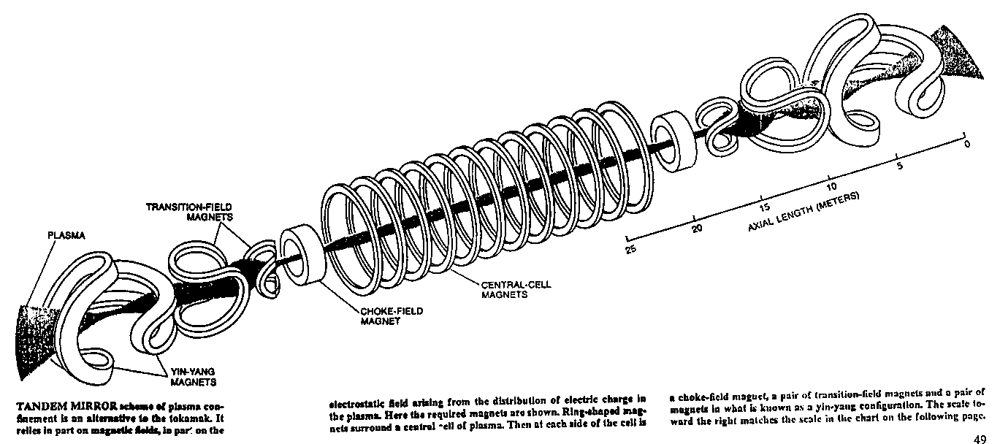 TRANSITION-FIELD
MAGNETS
PLASMA
YIN-YANG
MAGNETS
CHOKE-FIELD
MAGNET
CENTRAL-CELL
MAGNETS
25
20
15
10
5
0
AXIAL LENGTH (METERS)
TANDEM MIRROR scheme of plasma con-
finement is an alternative to the tokamak. It
relies in part on magnetic fields, in part on the
electrostatic field arising from the distribution of electric charge in
the plasma. Here the required magnets are shown. Ring-shaped mag-
nets surround a central cell of plasma. Then at each side of the cell is
a choke-field magnet, a pair of transition-field magnets and a pair of
magnets in what is known as a yin-yang configuration. The scale to-
ward the right matches the scale in the chart on the following page.
49